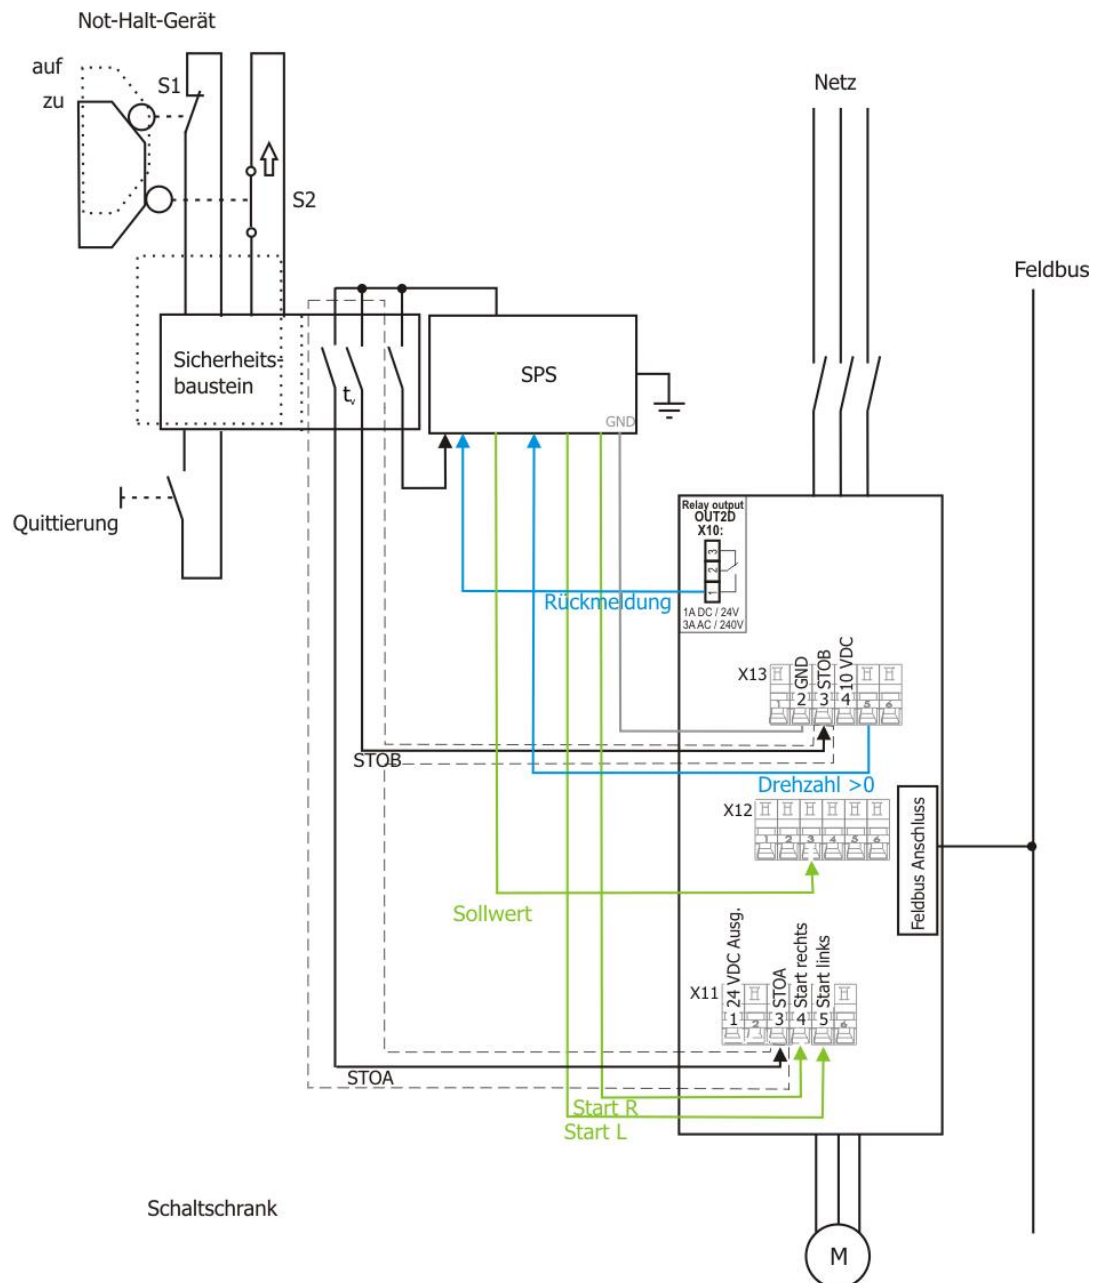 Not-Halt-Gerät
auf
zu
S1
S2
Netz
Feldbus
Sicherheits-
baustein
tv
SPS
GND
Quittierung
Relay output
OUT2D
X10:
3
2
1
1A DC / 24V
3A AC / 240V
Rückmeldung
X13
GND
STOB
10 VDC
1 2 3 4 5 6
STOB
Drehzahl >0
X12
1 2 3 4 5 6
Feldbus Anschluss
Sollwert
X11
24 VDC Ausg.
STOA
Start rechts
Start links
1 2 3 4 5 6
STOA
Start R
Start L
Schaltschrank
M